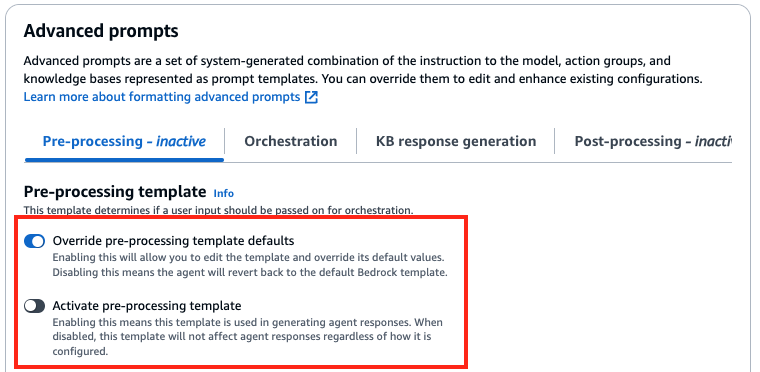 Advanced prompts
Advanced prompts are a set of system-generated combination of the instruction to the model, action groups, and
knowledge bases represented as prompt templates. You can override them to edit and enhance existing configurations.
Learn more about formatting advanced prompts
Pre-processing - inactive Orchestration KB response generation Post-processing - inacti
Pre-processing template Info
This template determines if a user input should be passed on for orchestration.
Override pre-processing template defaults
Enabling this will allow you to edit the template and override its default values.
Disabling this means the agent will revert back to the default Bedrock template.
Activate pre-processing template
Enabling this means this template is used in generating agent responses. When
disabled, this template will not affect agent responses regardless of how it is
configured.